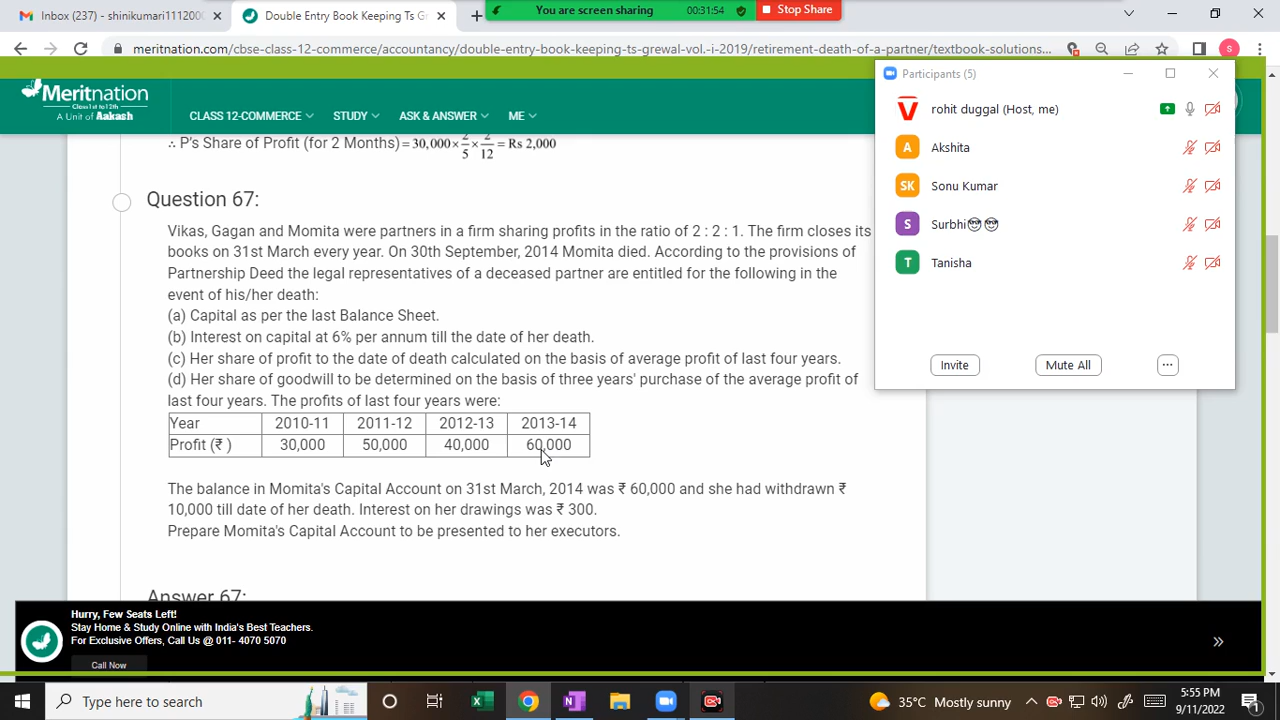 Inbox (237) - shinikumari111200
Double Entry Book Keeping Ts Gr
You are screen sharing
00:31:54
Stop Share
meritnation.com/cbse-class-12-commerce/accountancy/double-entry-book-keeping-ts-grewal-vol.-i-2019/retirement-death-of-a-partner/textbook-solutions...
S
Meritnation
Class 1st to 12th
A Unit of Aakash
CLASS 12-COMMERCE
STUDY
ASK & ANSWER
ME
Participants (5)
rohit duggal (Host, me)
A Akshita
SK Sonu Kumar
S Surbhi😎😎
T Tanisha
Invite
Mute All
...
∴ P's Share of Profit (for 2 Months) = 30,000 × 2/5 × 2/12 = Rs 2,000
Question 67:
Vikas, Gagan and Momita were partners in a firm sharing profits in the ratio of 2 : 2 : 1. The firm closes its
books on 31st March every year. On 30th September, 2014 Momita died. According to the provisions of
Partnership Deed the legal representatives of a deceased partner are entitled for the following in the
event of his/her death:
(a) Capital as per the last Balance Sheet.
(b) Interest on capital at 6% per annum till the date of her death.
(c) Her share of profit to the date of death calculated on the basis of average profit of last four years.
(d) Her share of goodwill to be determined on the basis of three years' purchase of the average profit of
last four years. The profits of last four years were:
Year 2010-11 2011-12 2012-13 2013-14
Profit (₹ ) 30,000 50,000 40,000 60,000
The balance in Momita's Capital Account on 31st March, 2014 was ₹ 60,000 and she had withdrawn ₹
10,000 till date of her death. Interest on her drawings was ₹ 300.
Prepare Momita's Capital Account to be presented to her executors.
Answer 67:
Hurry, Few Seats Left!
Stay Home & Study Online with India's Best Teachers.
For Exclusive Offers, Call Us @ 011- 4070 5070
Call Now
»
Type here to search
35°C Mostly sunny
5:55 PM
9/11/2022
1